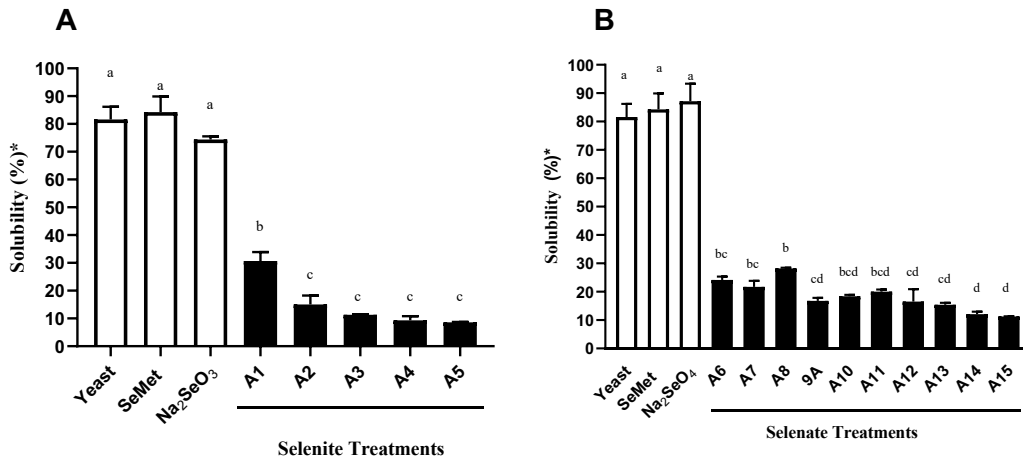 A
Solubility (%)*
100
90
80
70
60
50
40
30
20
10
0
a
a
a
b
c
c
c
c
Yeast
SeMet
Na₂SeO₃
A1
A2
A3
A4
A5
Selenite Treatments
B
Solubility (%)*
100
90
80
70
60
50
40
30
20
10
0
a
a
a
bc
bc
b
cd
bcd
bcd
cd
cd
d
d
Yeast
SeMet
Na₂SeO₄
A6
A7
A8
9A
A10
A11
A12
A13
A14
A15
Selenate Treatments